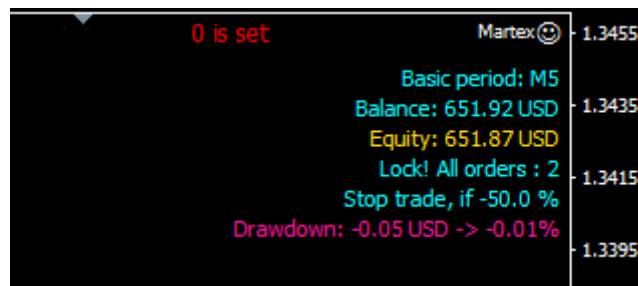 0 is set
Martex☺
1.3455
Basic period: M5
Balance: 651.92 USD
1.3435
Equity: 651.87 USD
Lock! All orders : 2
1.3415
Stop trade, if -50.0 %
Drawdown: -0.05 USD -> -0.01%
1.3395